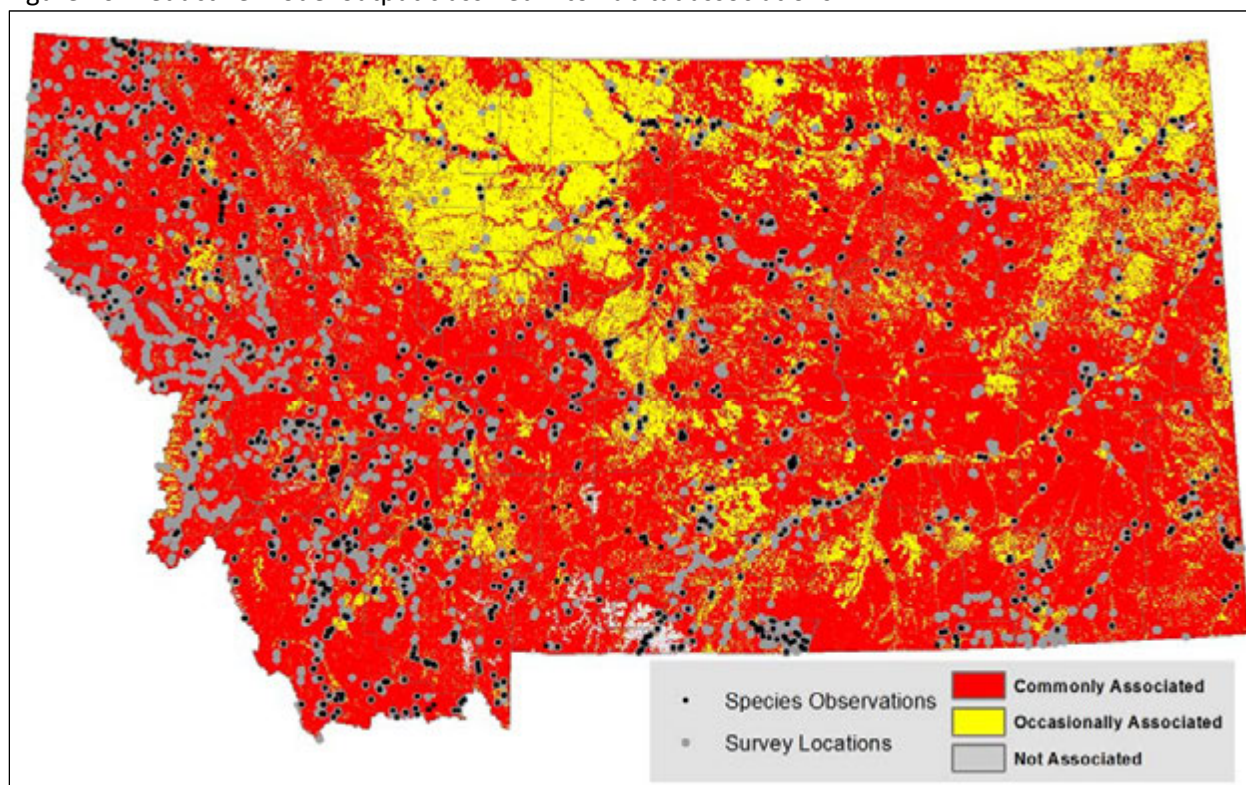 Species Observations
Survey Locations
Commonly Associated
Occasionally Associated
Not Associated